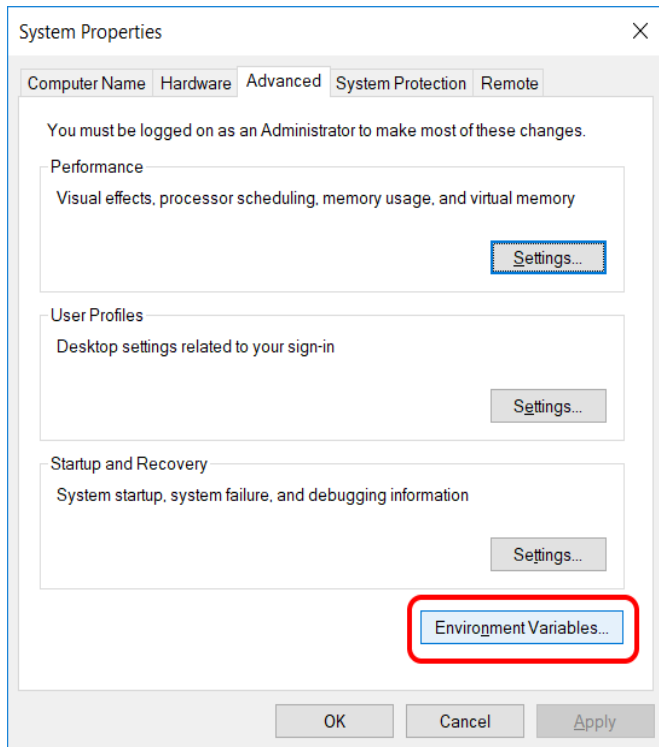 System Properties
Computer Name Hardware Advanced System Protection Remote
You must be logged on as an Administrator to make most of these changes.
Performance
Visual effects, processor scheduling, memory usage, and virtual memory
Settings...
User Profiles
Desktop settings related to your sign-in
Settings...
Startup and Recovery
System startup, system failure, and debugging information
Settings...
Environment Variables...
OK Cancel Apply